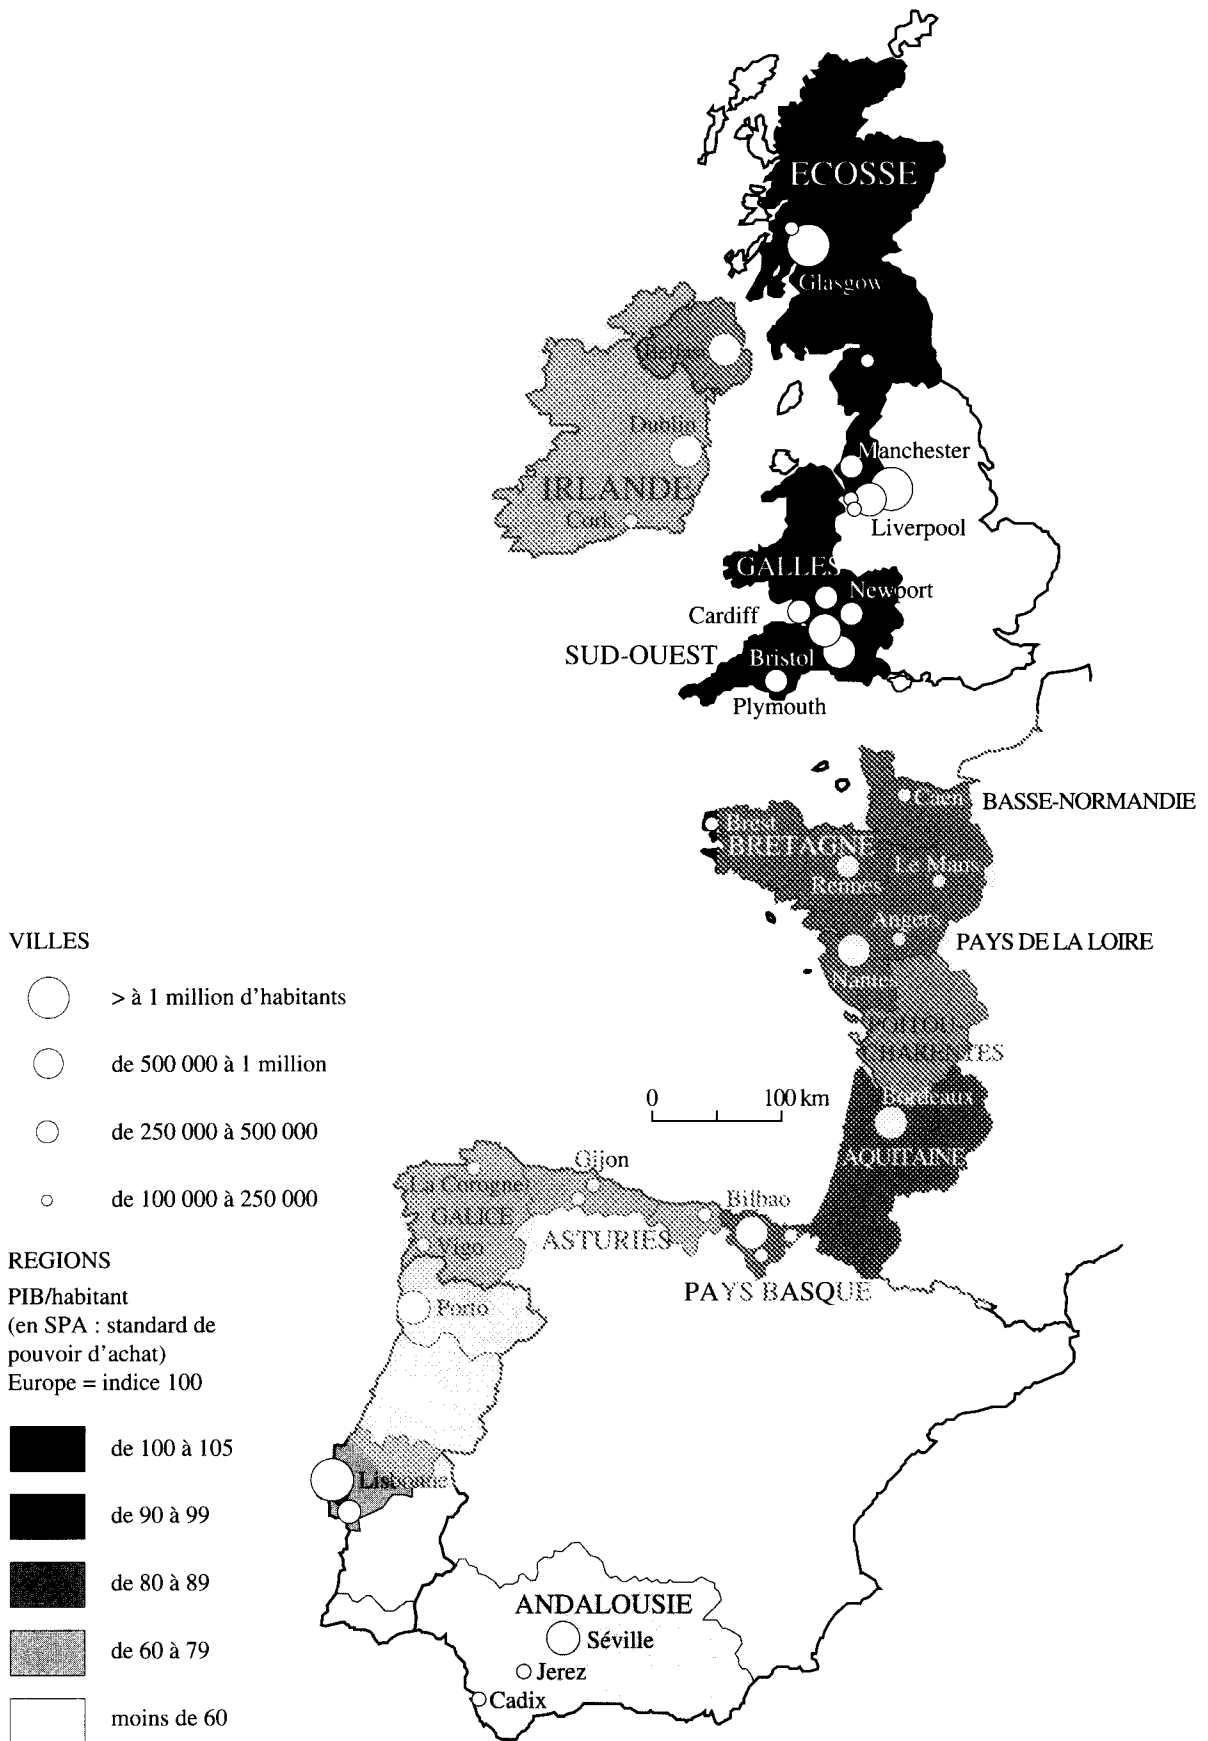 ECOSSE
Glasgow
Belfast
Dublin
IRLANDE
Cork
Manchester
Liverpool
GALLES
Newport
Cardiff
SUD-OUEST
Bristol
Plymouth
Caen
BASSE-NORMANDIE
Brest
BRETAGNE
Rennes
Le Mans
Anger
PAYS DE LA LOIRE
Nantes
POITOU
CHARENTES
Bordeaux
AQUITAINE
VILLES
> à 1 million d'habitants
de 500 000 à 1 million
de 250 000 à 500 000
de 100 000 à 250 000
0 100 km
Gijon
La Corogne
GALICE
Vigo
ASTURIES
Bilbao
PAYS BASQUE
Porto
REGIONS
PIB/habitant
(en SPA : standard de
pouvoir d'achat)
Europe = indice 100
de 100 à 105
de 90 à 99
de 80 à 89
de 60 à 79
moins de 60
Lisbonne
ANDALOUSIE
Séville
Jerez
Cadix